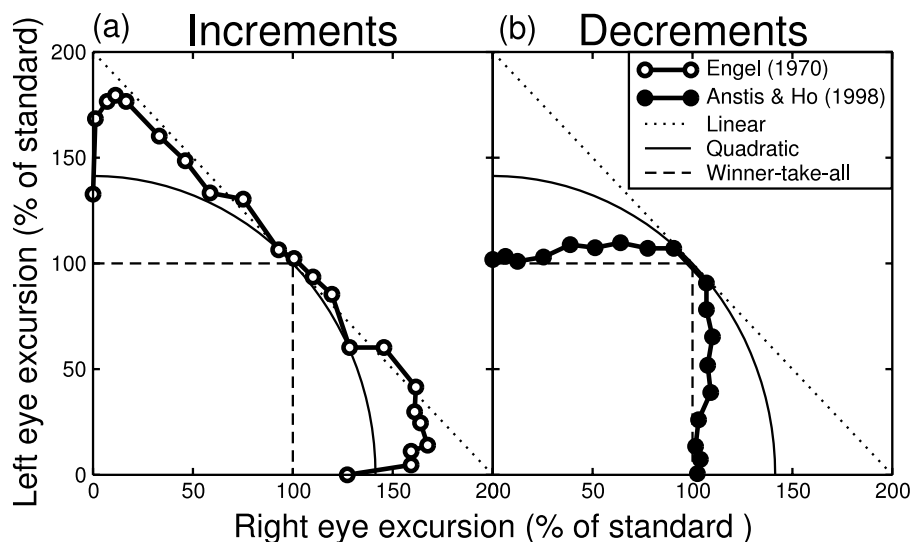 (a) Increments
(b) Decrements
Left eye excursion (% of standard)
200
150
100
50
0
Engel (1970)
Anstis & Ho (1998)
Linear
Quadratic
Winner-take-all
0 50 100 150 200 50 100 150 200
Right eye excursion (% of standard )